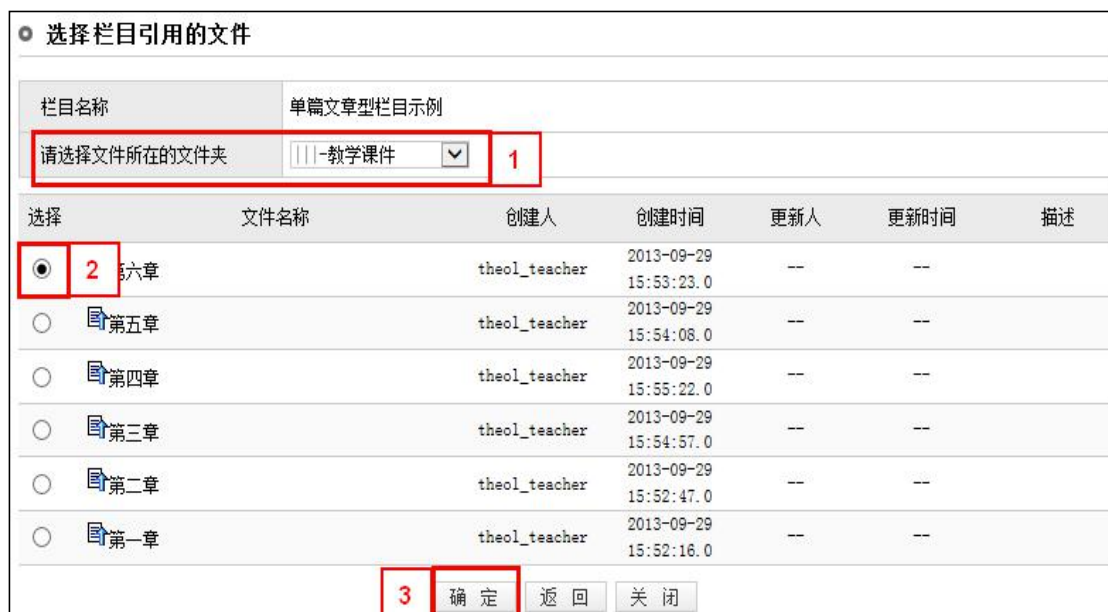 选择栏目引用的文件
栏目名称 单篇文章型栏目示例
请选择文件所在的文件夹 |||-教学课件 1
选择 文件名称 创建人 创建时间 更新人 更新时间 描述
2 六章 theol_teacher 2013-09-29 15:53:23.0 -- --
第五章 theol_teacher 2013-09-29 15:54:08.0 -- --
第四章 theol_teacher 2013-09-29 15:55:22.0 -- --
第三章 theol_teacher 2013-09-29 15:54:57.0 -- --
第二章 theol_teacher 2013-09-29 15:52:47.0 -- --
第一章 theol_teacher 2013-09-29 15:52:16.0 -- --
3 确 定 返 回 关 闭